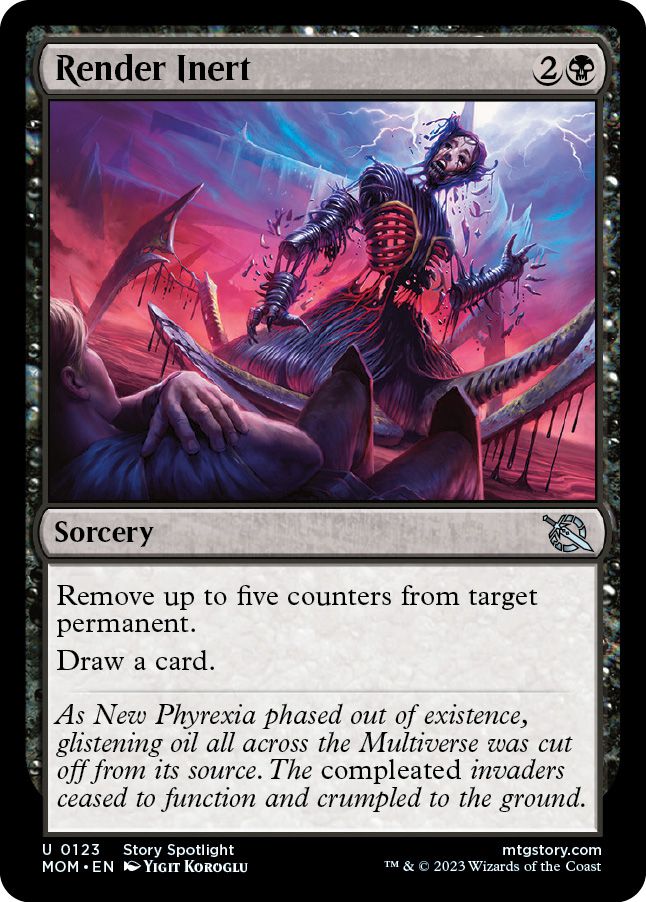 Render Inert 2
Sorcery
Remove up to five counters from target
permanent.
Draw a card.
As New Phyrexia phased out of existence,
glistening oil all across the Multiverse was cut
off from its source. The compleated invaders
ceased to function and crumpled to the ground.
U 0123 Story Spotlight mtgstory.com
MOM • EN Yigit Koroglu ™ & © 2023 Wizards of the Coast